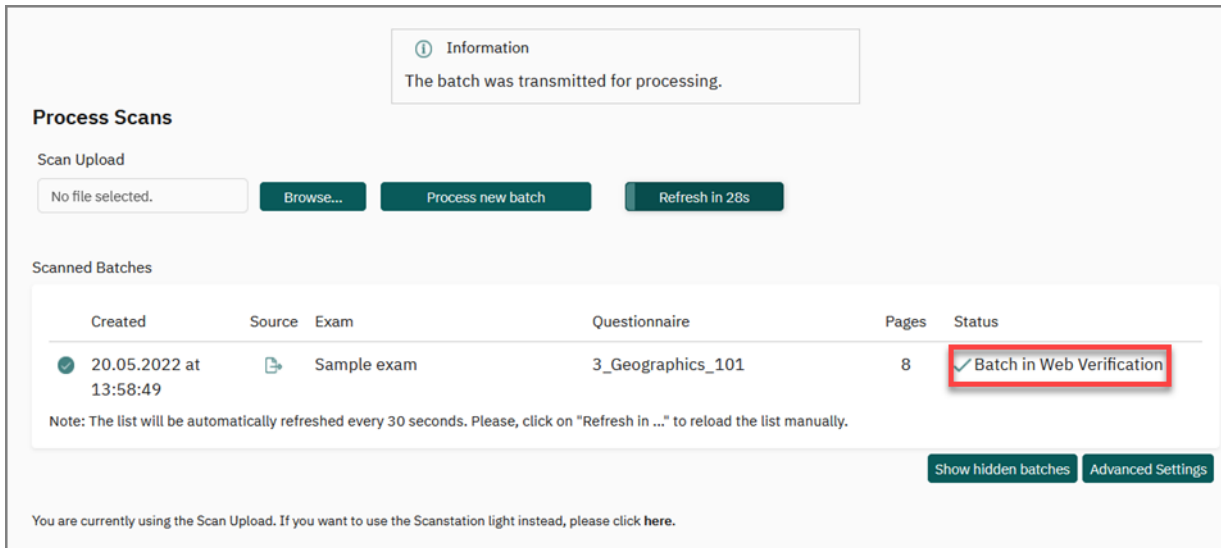 Information
The batch was transmitted for processing.
Process Scans
Scan Upload
No file selected.
Browse...
Process new batch
Refresh in 28s
Scanned Batches
Created Source Exam Questionnaire Pages Status
20.05.2022 at Sample exam 3_Geographics_101 8 Batch in Web Verification
13:58:49
Note: The list will be automatically refreshed every 30 seconds. Please, click on "Refresh in ..." to reload the list manually.
Show hidden batches
Advanced Settings
You are currently using the Scan Upload. If you want to use the Scanstation light instead, please click here.